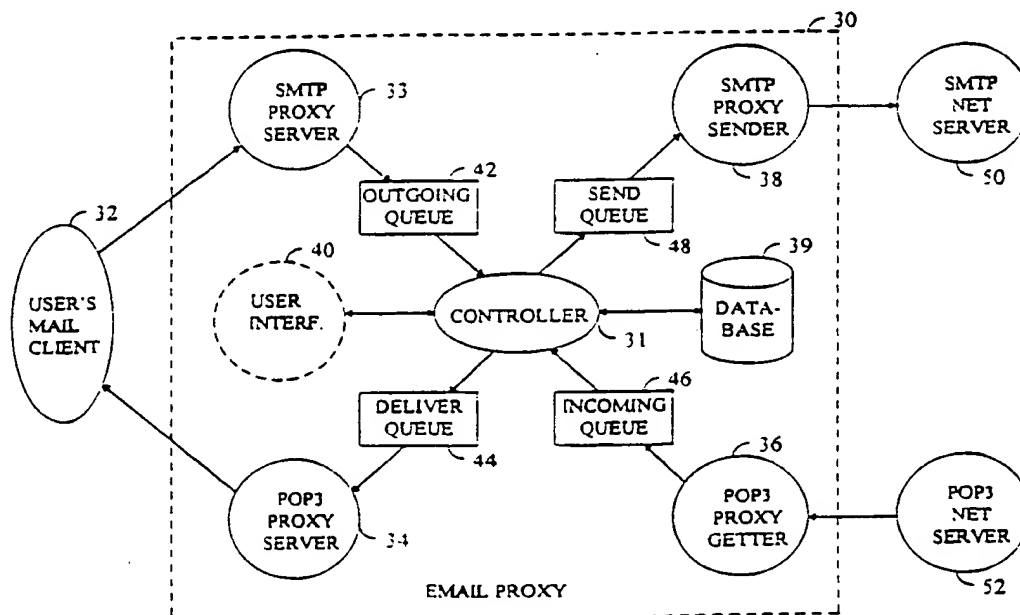 30
SMTP
PROXY
SERVER
33
SMTP
PROXY
SENDER
38
SMTP
NET
SERVER
50
42
OUTGOING
QUEUE
SEND
QUEUE
48
32
USER'S
MAIL
CLIENT
40
USER
INTERF.
CONTROLLER
31
39
DATA-
BASE
DELIVER
QUEUE
44
46
INCOMING
QUEUE
36
POP3
PROXY
SERVER
34
POP3
PROXY
GETTER
POP3
NET
SERVER
52
EMAIL PROXY